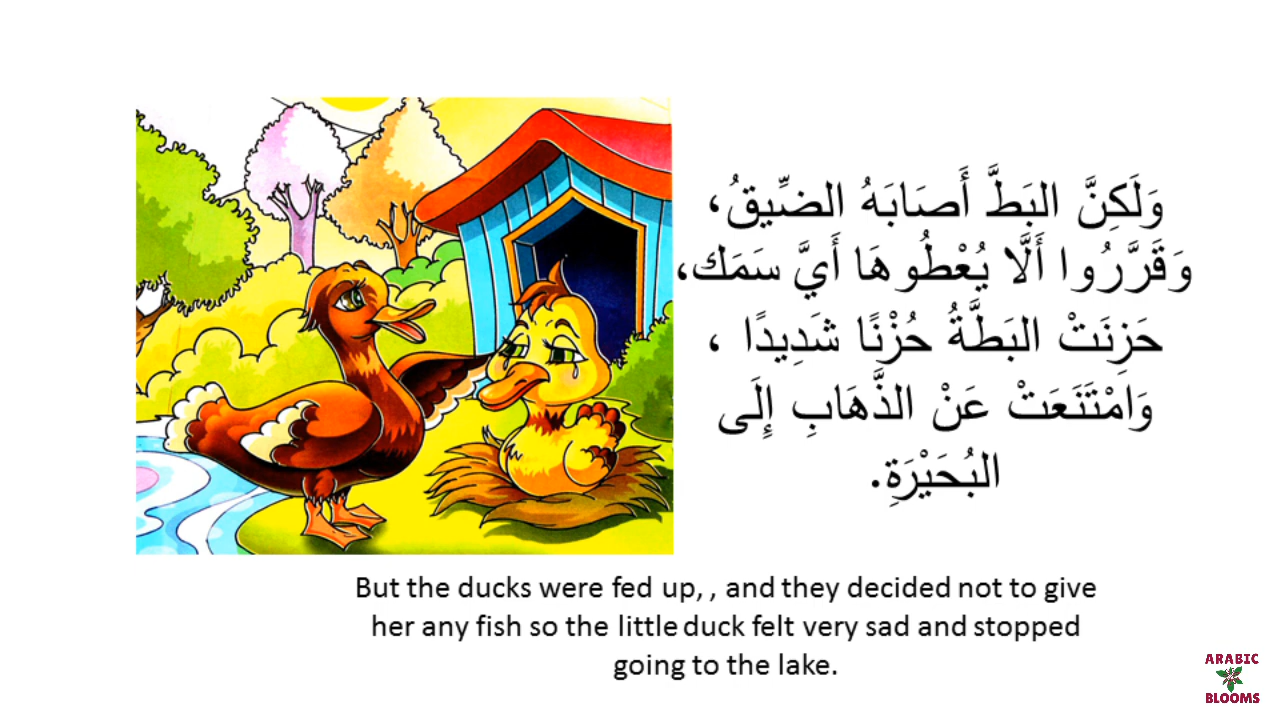 وَلَكِنَّ البَطَّ أَصَابَهُ الضِّيقُ،
وَقَرَّرُوا أَلَّا يُعْطُوهَا أَيَّ سَمَك،
حَزِنَتْ البَطَّةُ حُزْنًا شَدِيدًا ،
وَامْتَنَعَتْ عَنْ الذَّهَابِ إِلَى
البُحَيْرَةِ.
But the ducks were fed up, , and they decided not to give
her any fish so the little duck felt very sad and stopped
going to the lake.
ARABIC
BLOOMS